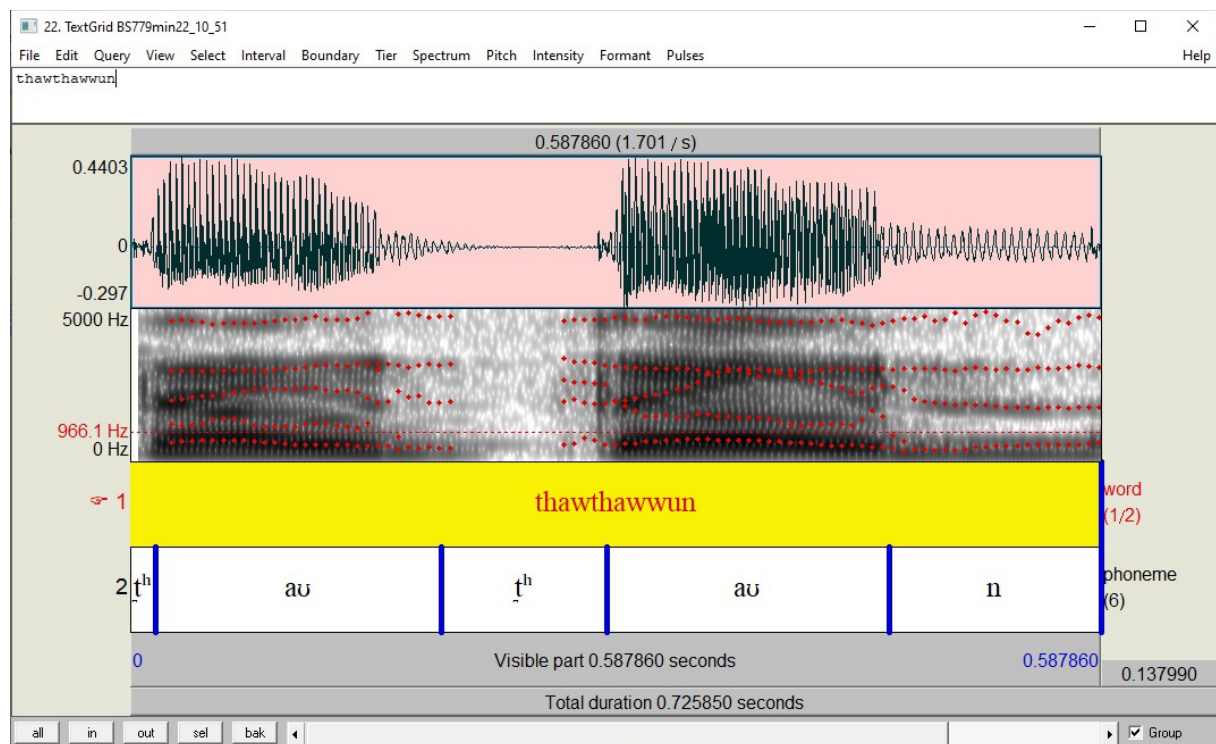 22. TextGrid BS779min22_10_51
File Edit Query View Select Interval Boundary Tier Spectrum Pitch Intensity Formant Pulses Help
thawthawwun
0.587860 (1.701 / s)
0.4403
0
-0.297
5000 Hz
966.1 Hz
0 Hz
☞ 1 thawthawwun word
(1/2)
2 t̪ʰ aʊ t̪ʰ aʊ n phoneme
(6)
0 Visible part 0.587860 seconds 0.587860 0.137990
Total duration 0.725850 seconds
all in out sel bak Group